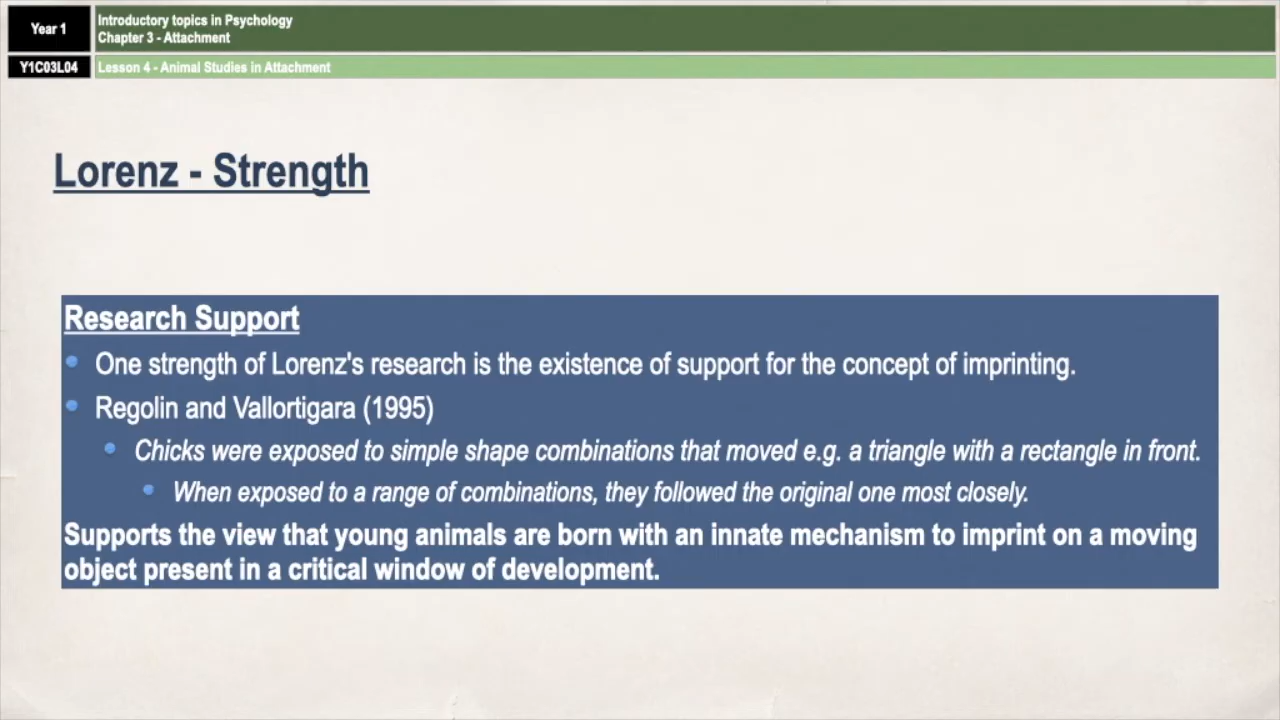 Year 1
Introductory topics in Psychology
Chapter 3 - Attachment
Y1C03L04
Lesson 4 - Animal Studies in Attachment
Lorenz - Strength
Research Support
• One strength of Lorenz's research is the existence of support for the concept of imprinting.
• Regolin and Vallortigara (1995)
• Chicks were exposed to simple shape combinations that moved e.g. a triangle with a rectangle in front.
• When exposed to a range of combinations, they followed the original one most closely.
Supports the view that young animals are born with an innate mechanism to imprint on a moving
object present in a critical window of development.